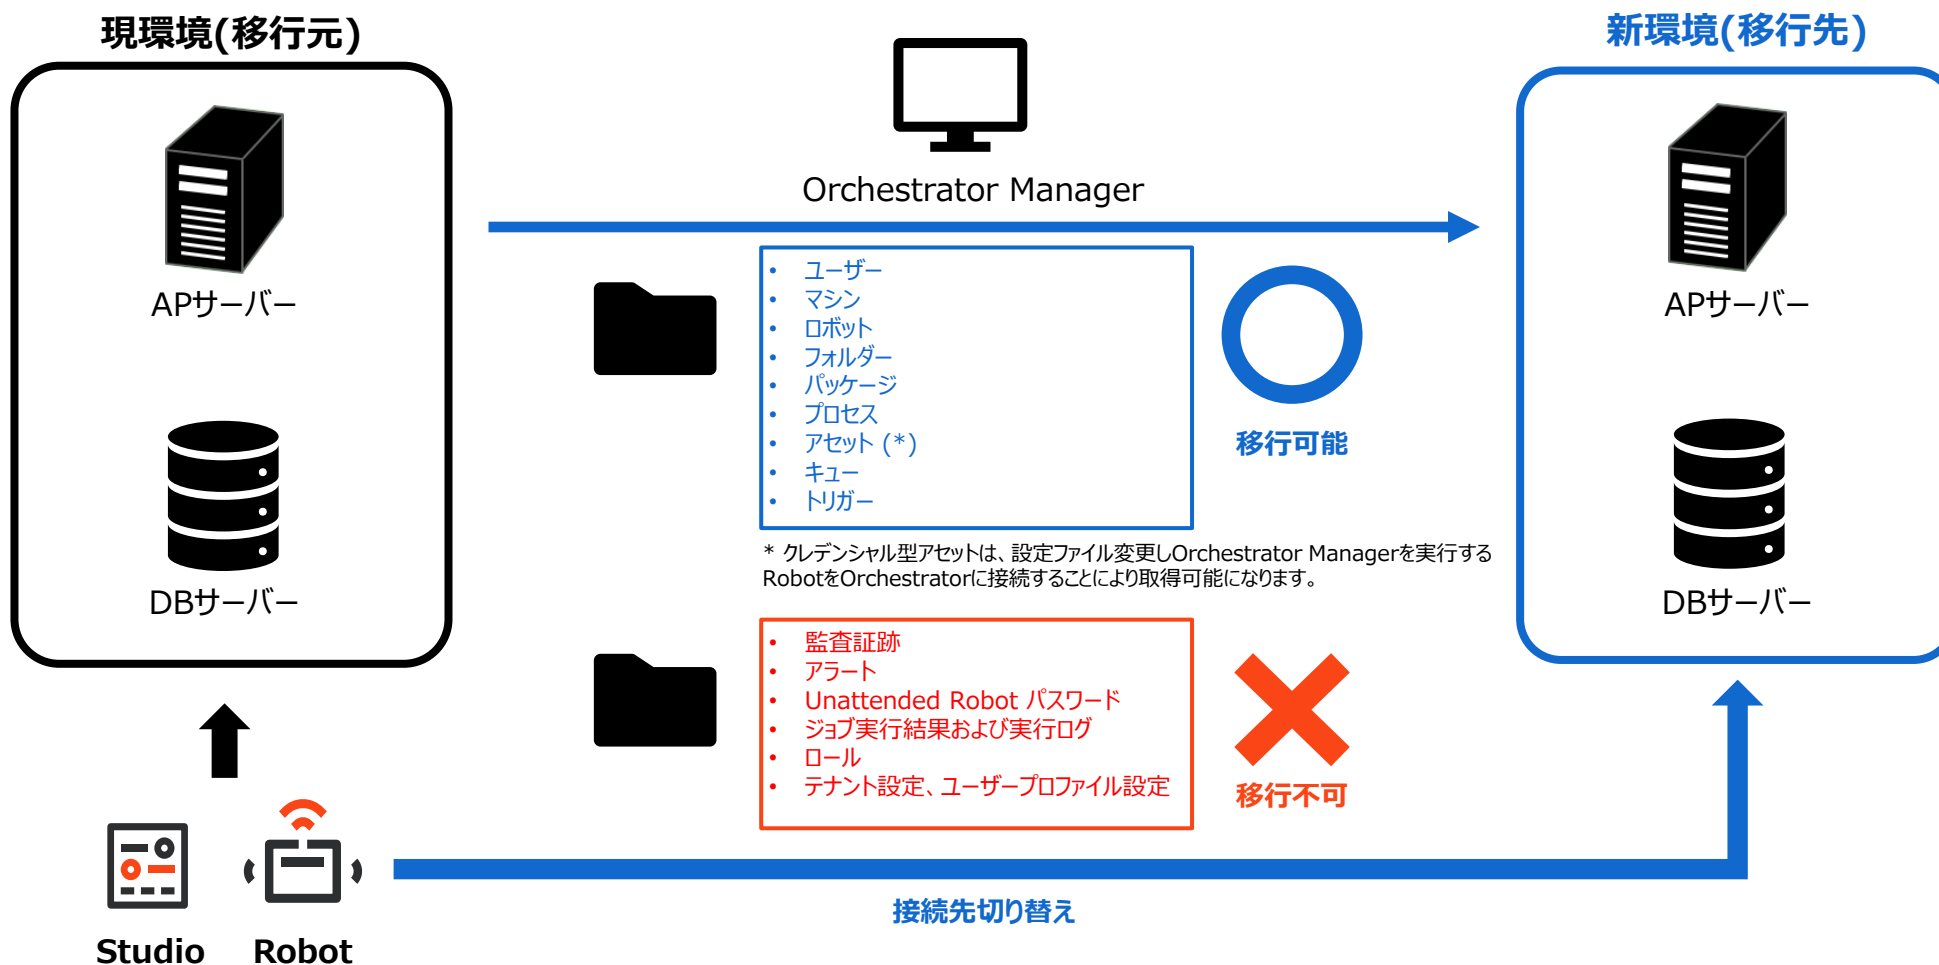 現環境(移行元)
新環境(移行先)
Orchestrator Manager
APサーバー
DBサーバー
• ユーザー
• マシン
• ロボット
• フォルダー
• パッケージ
• プロセス
• アセット (*)
• キュー
• トリガー
移行可能
* クレデンシャル型アセットは、設定ファイル変更しOrchestrator Managerを実行する
RobotをOrchestratorに接続することにより取得可能になります。
• 監査証跡
• アラート
• Unattended Robot パスワード
• ジョブ実行結果および実行ログ
• ロール
• テナント設定、ユーザープロファイル設定
移行不可
APサーバー
DBサーバー
接続先切り替え
Studio
Robot